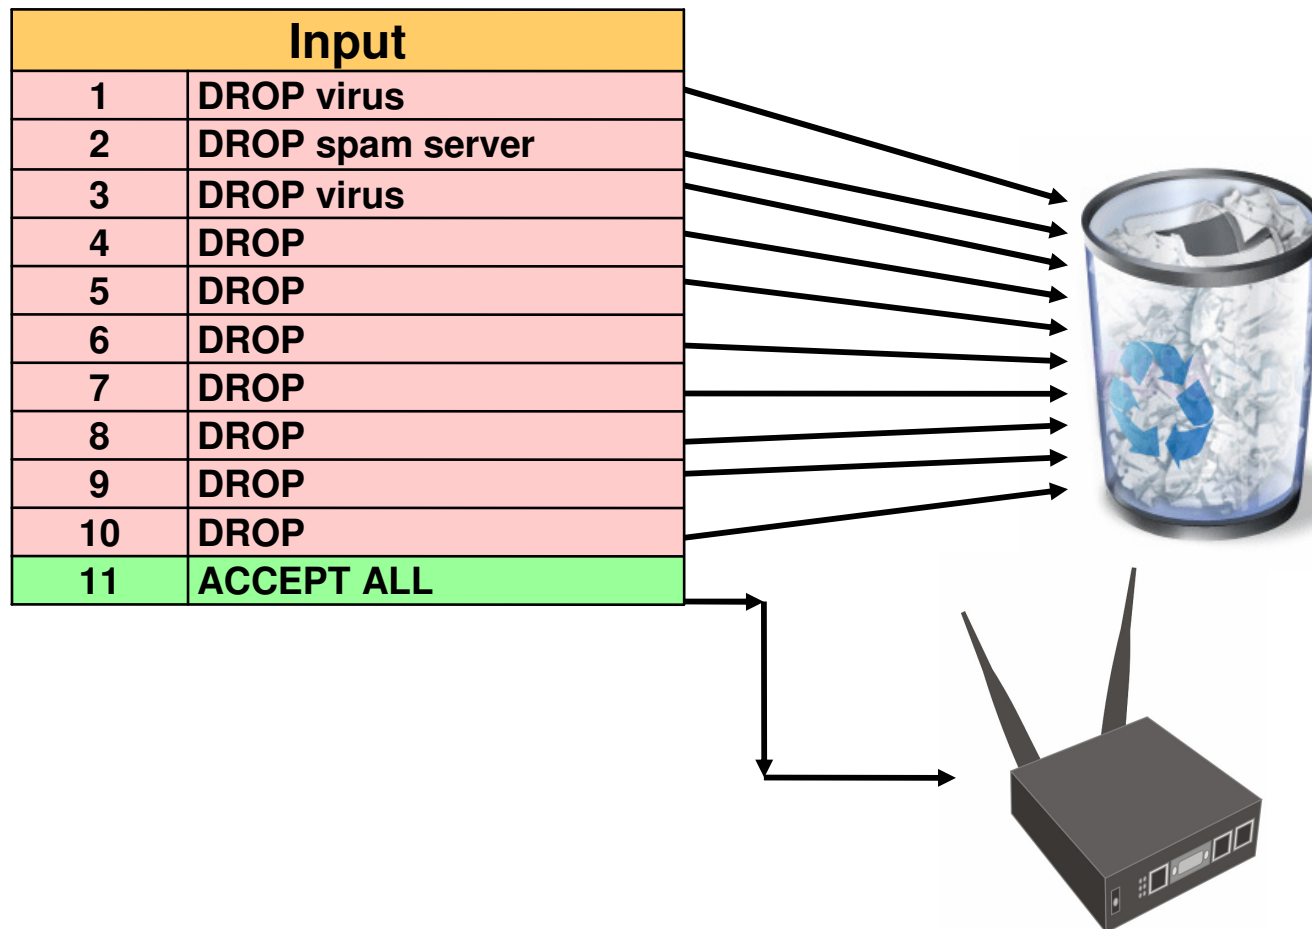 Input
1 DROP virus
2 DROP spam server
3 DROP virus
4 DROP
5 DROP
6 DROP
7 DROP
8 DROP
9 DROP
10 DROP
11 ACCEPT ALL